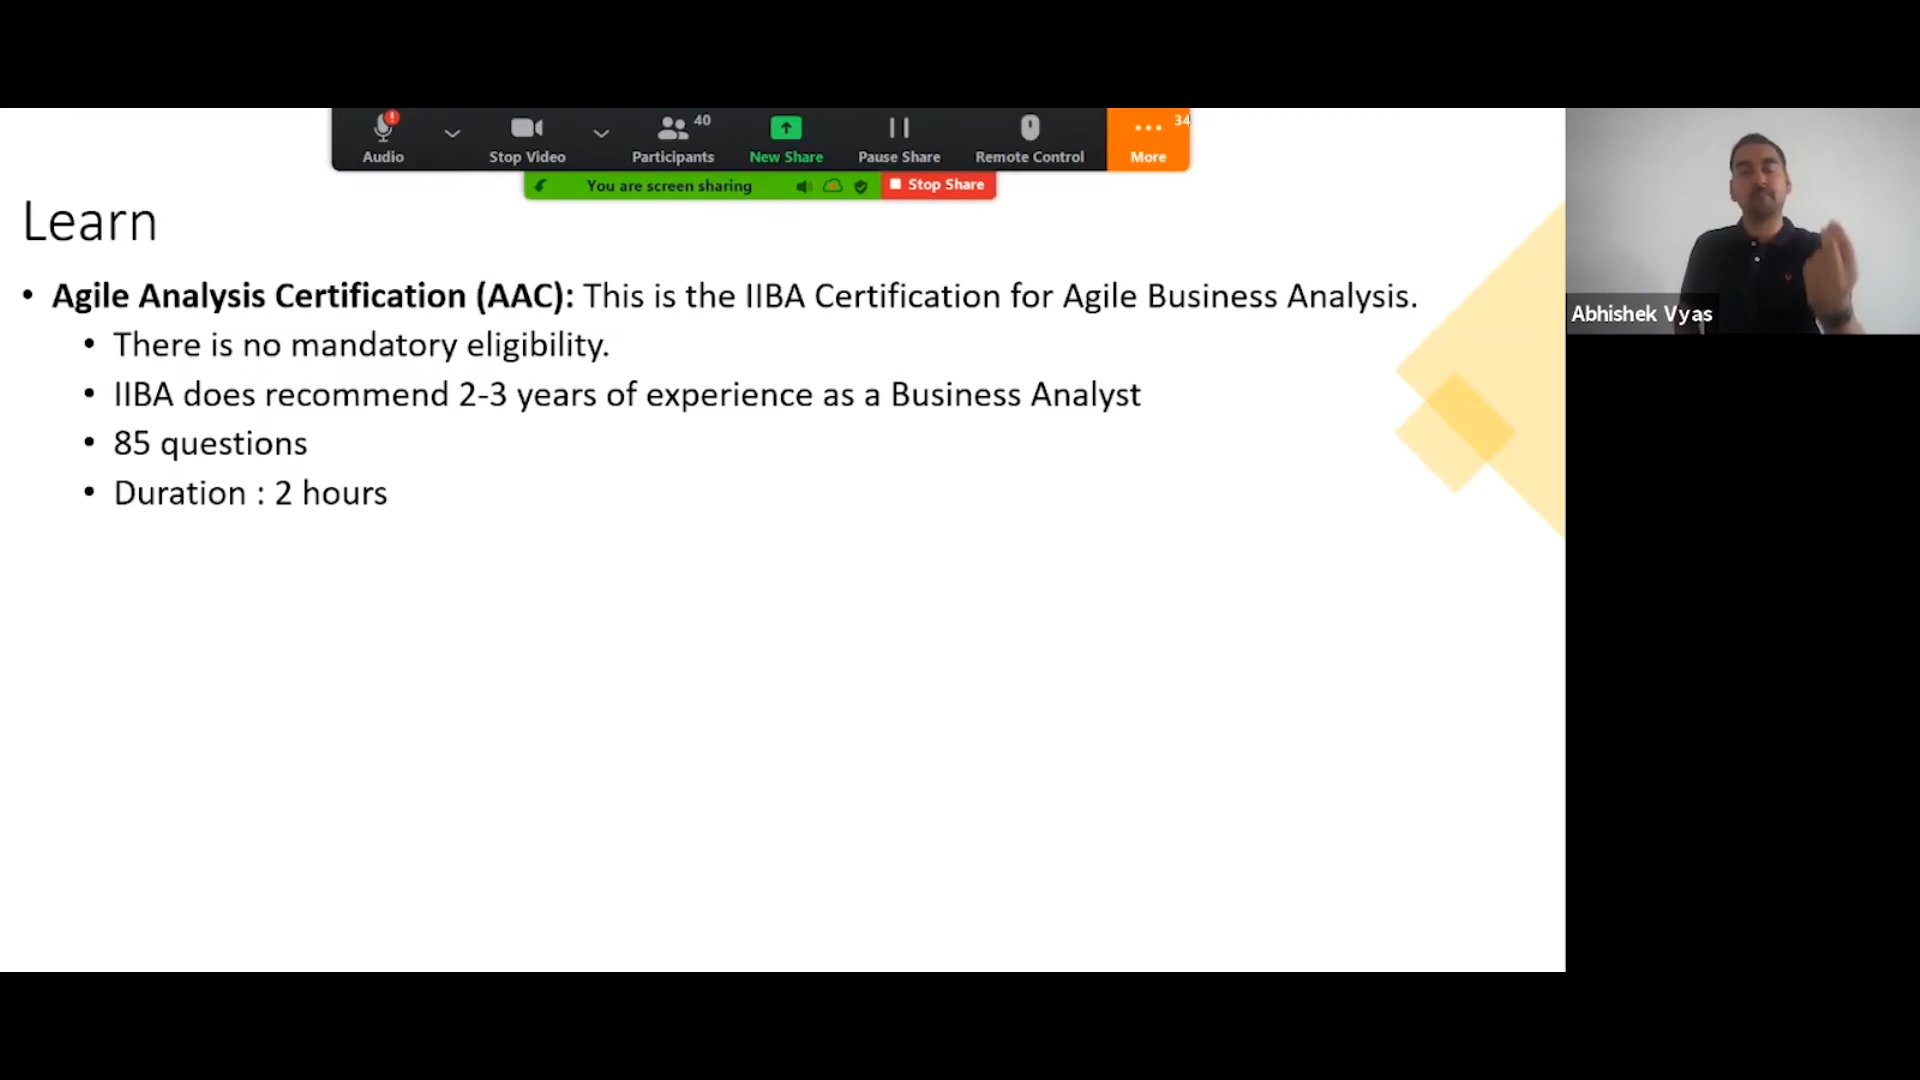 40
34
Audio
Stop Video
Participants
New Share
Pause Share
Remote Control
More
You are screen sharing
Stop Share
Learn
• Agile Analysis Certification (AAC): This is the IIBA Certification for Agile Business Analysis.
• There is no mandatory eligibility.
• IIBA does recommend 2-3 years of experience as a Business Analyst
• 85 questions
• Duration : 2 hours
Abhishek Vyas